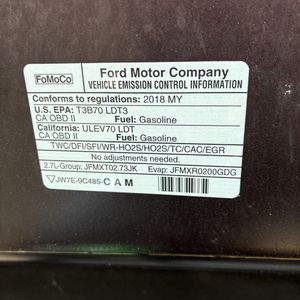 FoMoCo
Ford Motor Company
VEHICLE EMISSION CONTROL INFORMATION
Conforms to regulations: 2018 MY
U.S. EPA: T3B70 LDT3
CA OBD II Fuel: Gasoline
California: ULEV70 LDT
CA OBD II Fuel: Gasoline
TWC/DFI/SFI/WR-HO2S/HO2S/TC/CAC/EGR
No adjustments needed.
2.7L-Group: JFMXT02.73JK Evap: JFMXR0200GDG
JW7E-9C485-C A M